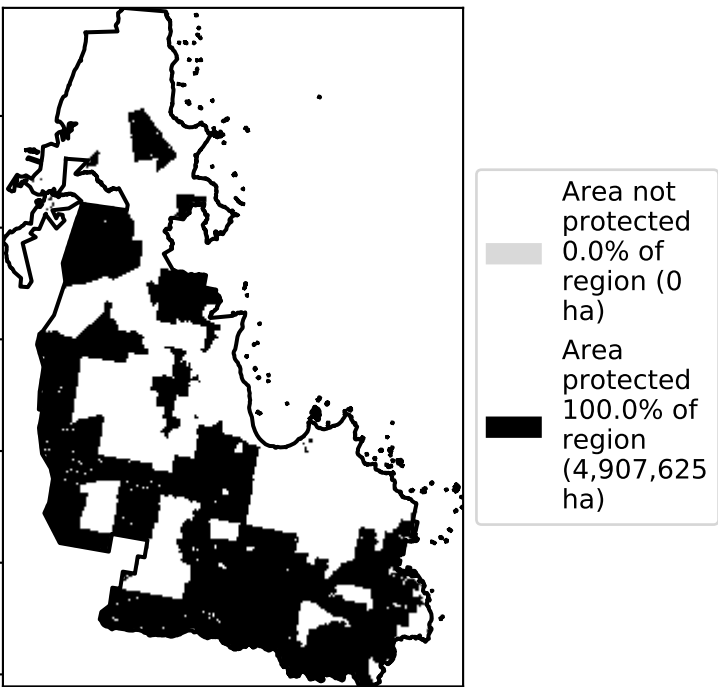 Area not
protected
0.0% of
region (0
ha)
Area
protected
100.0% of
region
(4,907,625
ha)